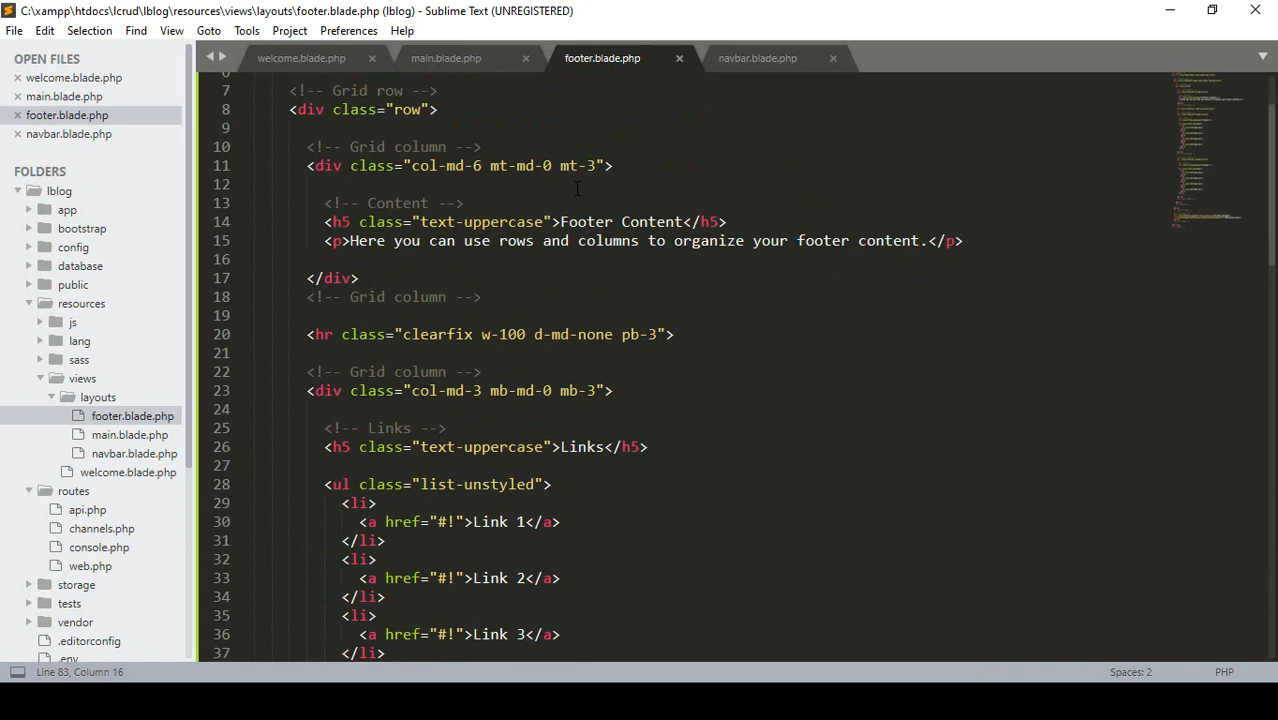 C:\xampp\htdocs\lcrud\lblog\resources\views\layouts\footer.blade.php (lblog) - Sublime Text (UNREGISTERED)
File Edit Selection Find View Goto Tools Project Preferences Help
OPEN FILES
welcome.blade.php
main.blade.php
footer.blade.php
navbar.blade.php
FOLDERS
lblog
app
bootstrap
config
database
public
resources
js
lang
sass
views
layouts
footer.blade.php
main.blade.php
navbar.blade.php
welcome.blade.php
routes
api.php
channels.php
console.php
web.php
storage
tests
vendor
.editorconfig
.env
welcome.blade.php main.blade.php footer.blade.php navbar.blade.php
6
7 <!-- Grid row -->
8 <div class="row">
9
10 <!-- Grid column -->
11 <div class="col-md-6 mt-md-0 mt-3">
12
13 <!-- Content -->
14 <h5 class="text-uppercase">Footer Content</h5>
15 <p>Here you can use rows and columns to organize your footer content.</p>
16
17 </div>
18 <!-- Grid column -->
19
20 <hr class="clearfix w-100 d-md-none pb-3">
21
22 <!-- Grid column -->
23 <div class="col-md-3 mb-md-0 mb-3">
24
25 <!-- Links -->
26 <h5 class="text-uppercase">Links</h5>
27
28 <ul class="list-unstyled">
29 <li>
30 <a href="#!">Link 1</a>
31 </li>
32 <li>
33 <a href="#!">Link 2</a>
34 </li>
35 <li>
36 <a href="#!">Link 3</a>
37 </li>
Line 83, Column 16 Spaces: 2 PHP